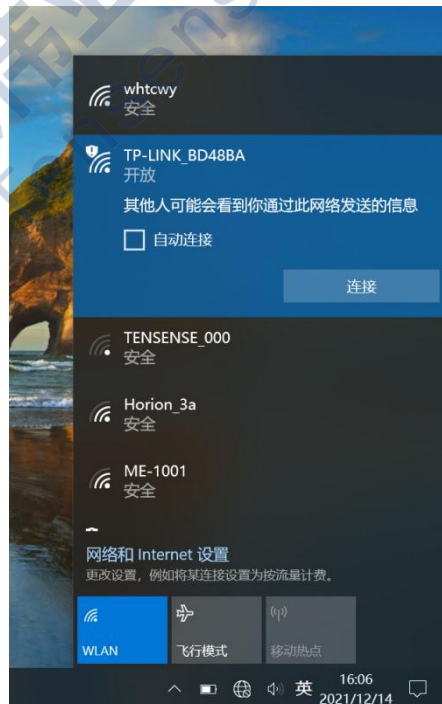 whtcwy
安全
TP-LINK_BD48BA
开放
其他人可能会看到你通过此网络发送的信息
自动连接
连接
TENSENSE_000
安全
Horion_3a
安全
ME-1001
安全
网络和 Internet 设置
更改设置，例如将某连接设置为按流量计费。
WLAN
飞行模式
移动热点
英
16:06
2021/12/14